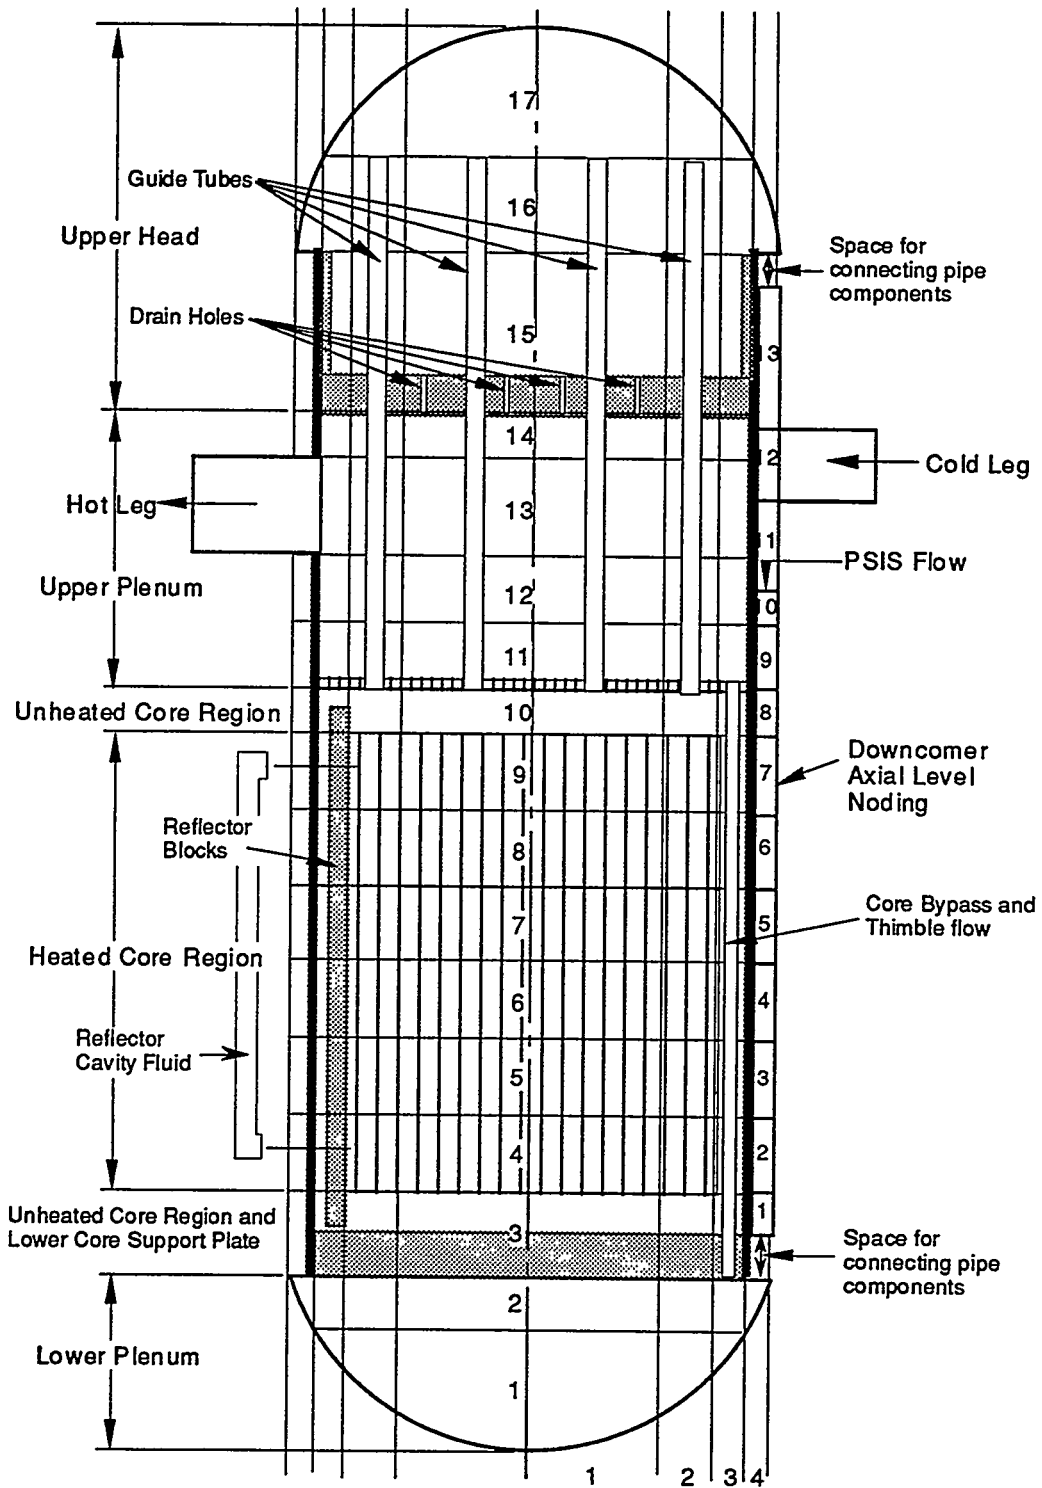 17
Guide Tubes
16
Upper Head
Space for
connecting pipe
components
Drain Holes
15
13
14
12
Cold Leg
Hot Leg
13
11
PSIS Flow
Upper Plenum
12
10
11
9
Unheated Core Region
10
8
Downcomer
Axial Level
Noding
9
7
Reflector
Blocks
8
6
Core Bypass and
Thimble flow
7
5
Heated Core Region
6
4
Reflector
Cavity Fluid
5
3
4
2
Unheated Core Region and
Lower Core Support Plate
3
1
Space for
connecting pipe
components
2
Lower Plenum
1
1 2 3 4